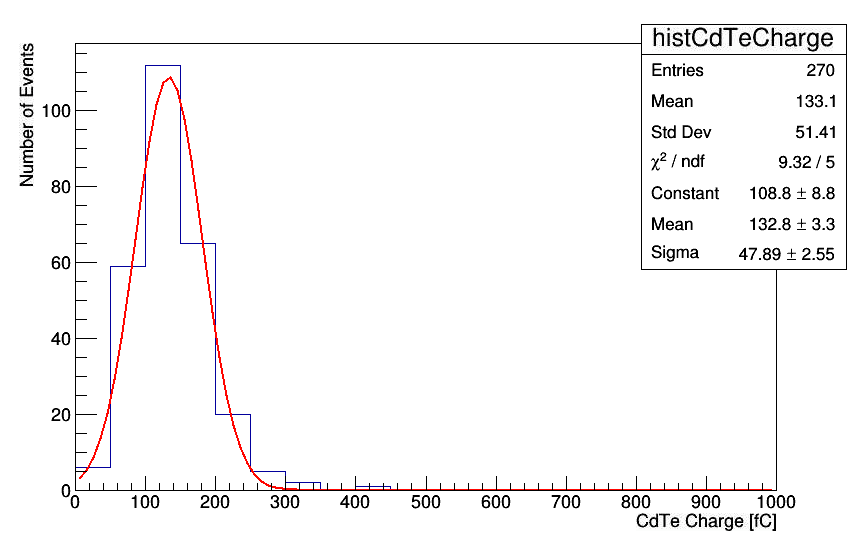 histCdTeCharge
Entries 270
Mean 133.1
Std Dev 51.41
χ² / ndf 9.32 / 5
Constant 108.8 ± 8.8
Mean 132.8 ± 3.3
Sigma 47.89 ± 2.55
Number of Events
100
80
60
40
20
0
0 100 200 300 400 500 600 700 800 900 1000
CdTe Charge [fC]